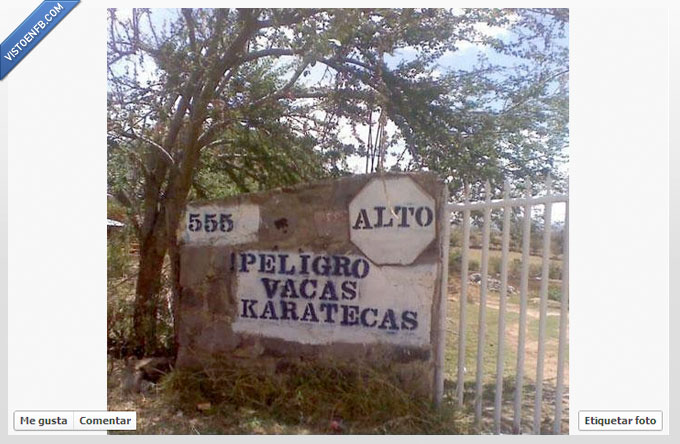 VISTOENFB.COM
555
ALTO
PELIGRO
VACAS
KARATECAS
Me gusta
Comentar
Etiquetar foto